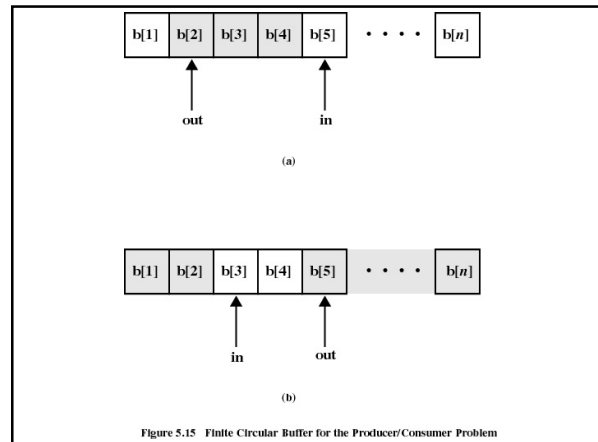 b[1] b[2] b[3] b[4] b[5] • • • • b[n]
out in
(a)
b[1] b[2] b[3] b[4] b[5] • • • • b[n]
in out
(b)
Figure 5.15 Finite Circular Buffer for the Producer/Consumer Problem